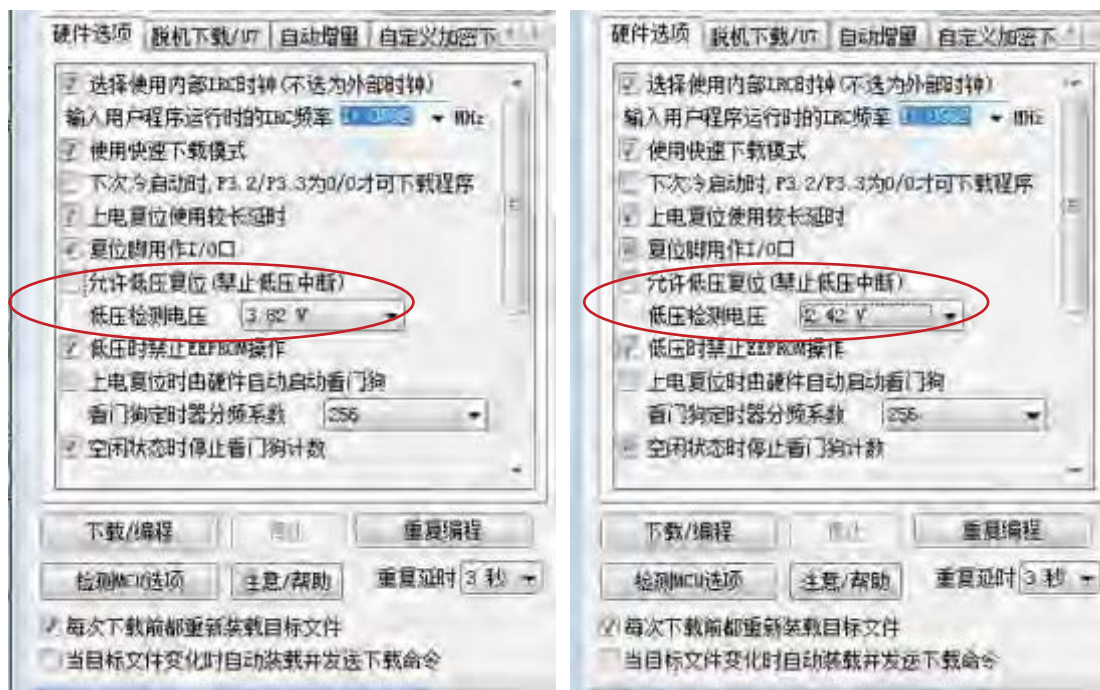 硬件选项 脱机下载/U7 自动增量 自定义加密下
选择使用内部IRC时钟(不选为外部时钟)
输入用户程序运行时的IRC频率 MHz
使用快速下载模式
下次冷启动时,P3.2/P3.3为0/0才可下载程序
上电复位使用较长延时
复位脚用作I/O口
允许低压复位(禁止低压中断)
低压检测电压 3.82 V
低压时禁止EEPROM操作
上电复位时由硬件自动启动看门狗
看门狗定时器分频系数 256
空闲状态时停止看门狗计数
下载/编程 停止 重复编程
检测MCU选项 注意/帮助 重复延时 3 秒
每次下载前都重新装载目标文件
当目标文件变化时自动装载并发送下载命令
硬件选项 脱机下载/U7 自动增量 自定义加密下
选择使用内部IRC时钟(不选为外部时钟)
输入用户程序运行时的IRC频率 MHz
使用快速下载模式
下次冷启动时,P3.2/P3.3为0/0才可下载程序
上电复位使用较长延时
复位脚用作I/O口
允许低压复位(禁止低压中断)
低压检测电压 2.42 V
低压时禁止EEPROM操作
上电复位时由硬件自动启动看门狗
看门狗定时器分频系数 256
空闲状态时停止看门狗计数
下载/编程 停止 重复编程
检测MCU选项 注意/帮助 重复延时 3 秒
每次下载前都重新装载目标文件
当目标文件变化时自动装载并发送下载命令